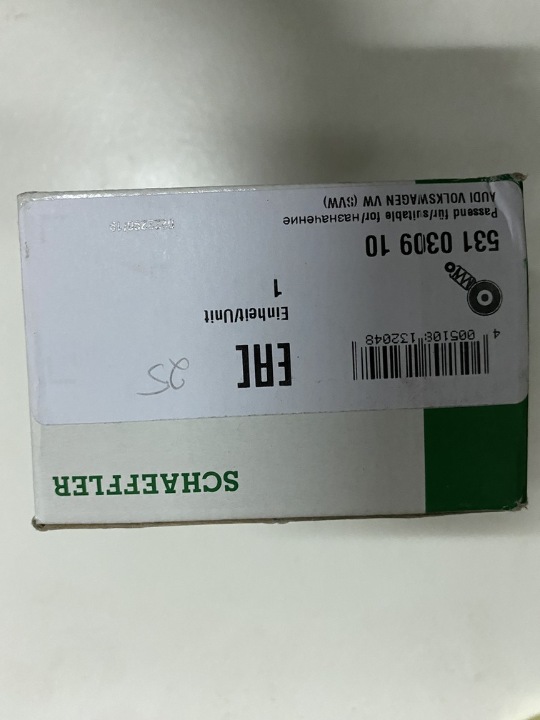 SCHAEFFLER
4 005108 132048
EAC
25
Einheit/Unit
1
531 0309 10
Passend für/suitable for/назначение
AUDI VOLKSWAGEN VW (SVW)